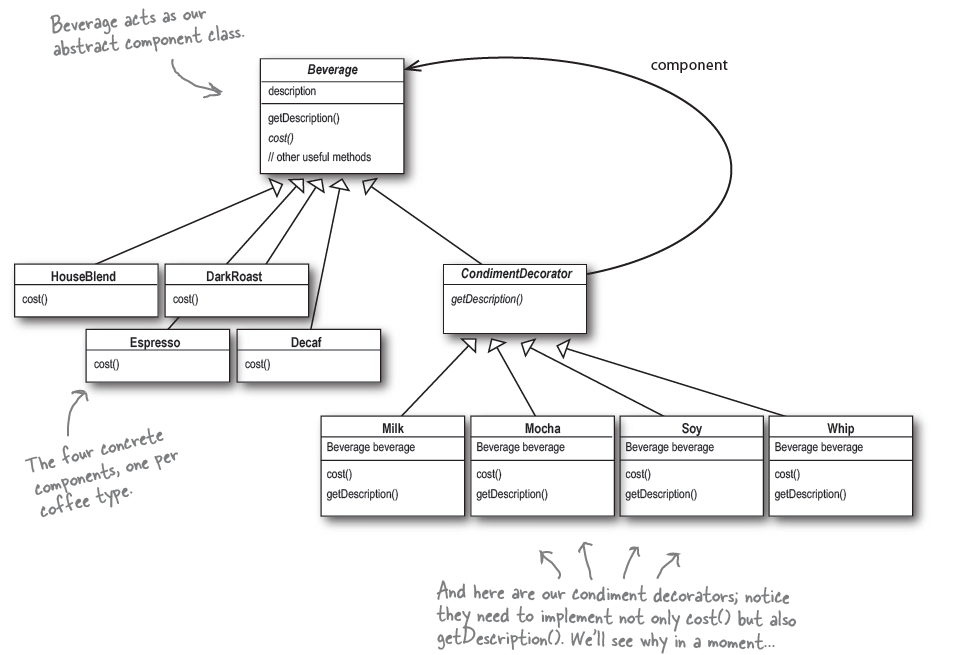 Beverage acts as our
abstract component class.
component
Beverage
description
getDescription()
cost()
// other useful methods
HouseBlend
cost()
DarkRoast
cost()
CondimentDecorator
getDescription()
Espresso
cost()
Decaf
cost()
The four concrete
components, one per
coffee type.
Milk
Beverage beverage
cost()
getDescription()
Mocha
Beverage beverage
cost()
getDescription()
Soy
Beverage beverage
cost()
getDescription()
Whip
Beverage beverage
cost()
getDescription()
And here are our condiment decorators; notice
they need to implement not only cost() but also
getDescription(). We'll see why in a moment...